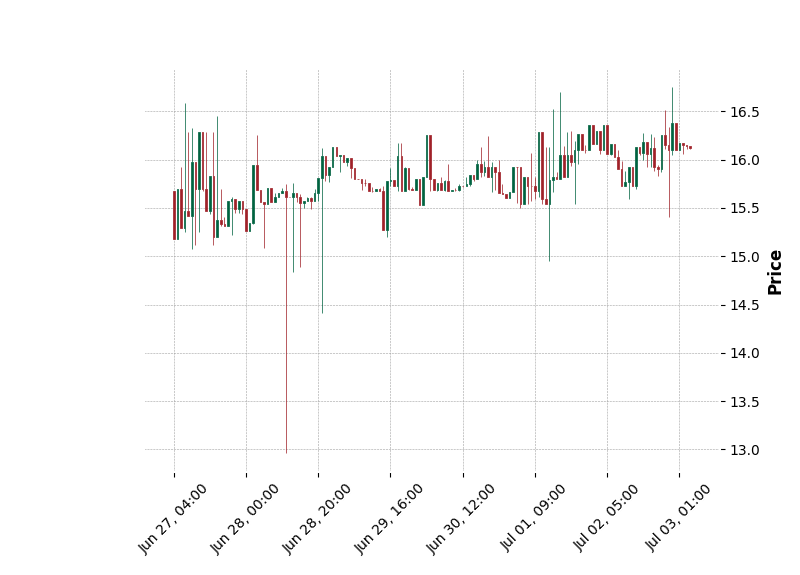 16.5
16.0
15.5
15.0
14.5
14.0
13.5
13.0
Price
Jun 27, 04:00
Jun 28, 00:00
Jun 28, 20:00
Jun 29, 16:00
Jun 30, 12:00
Jul 01, 09:00
Jul 02, 05:00
Jul 03, 01:00